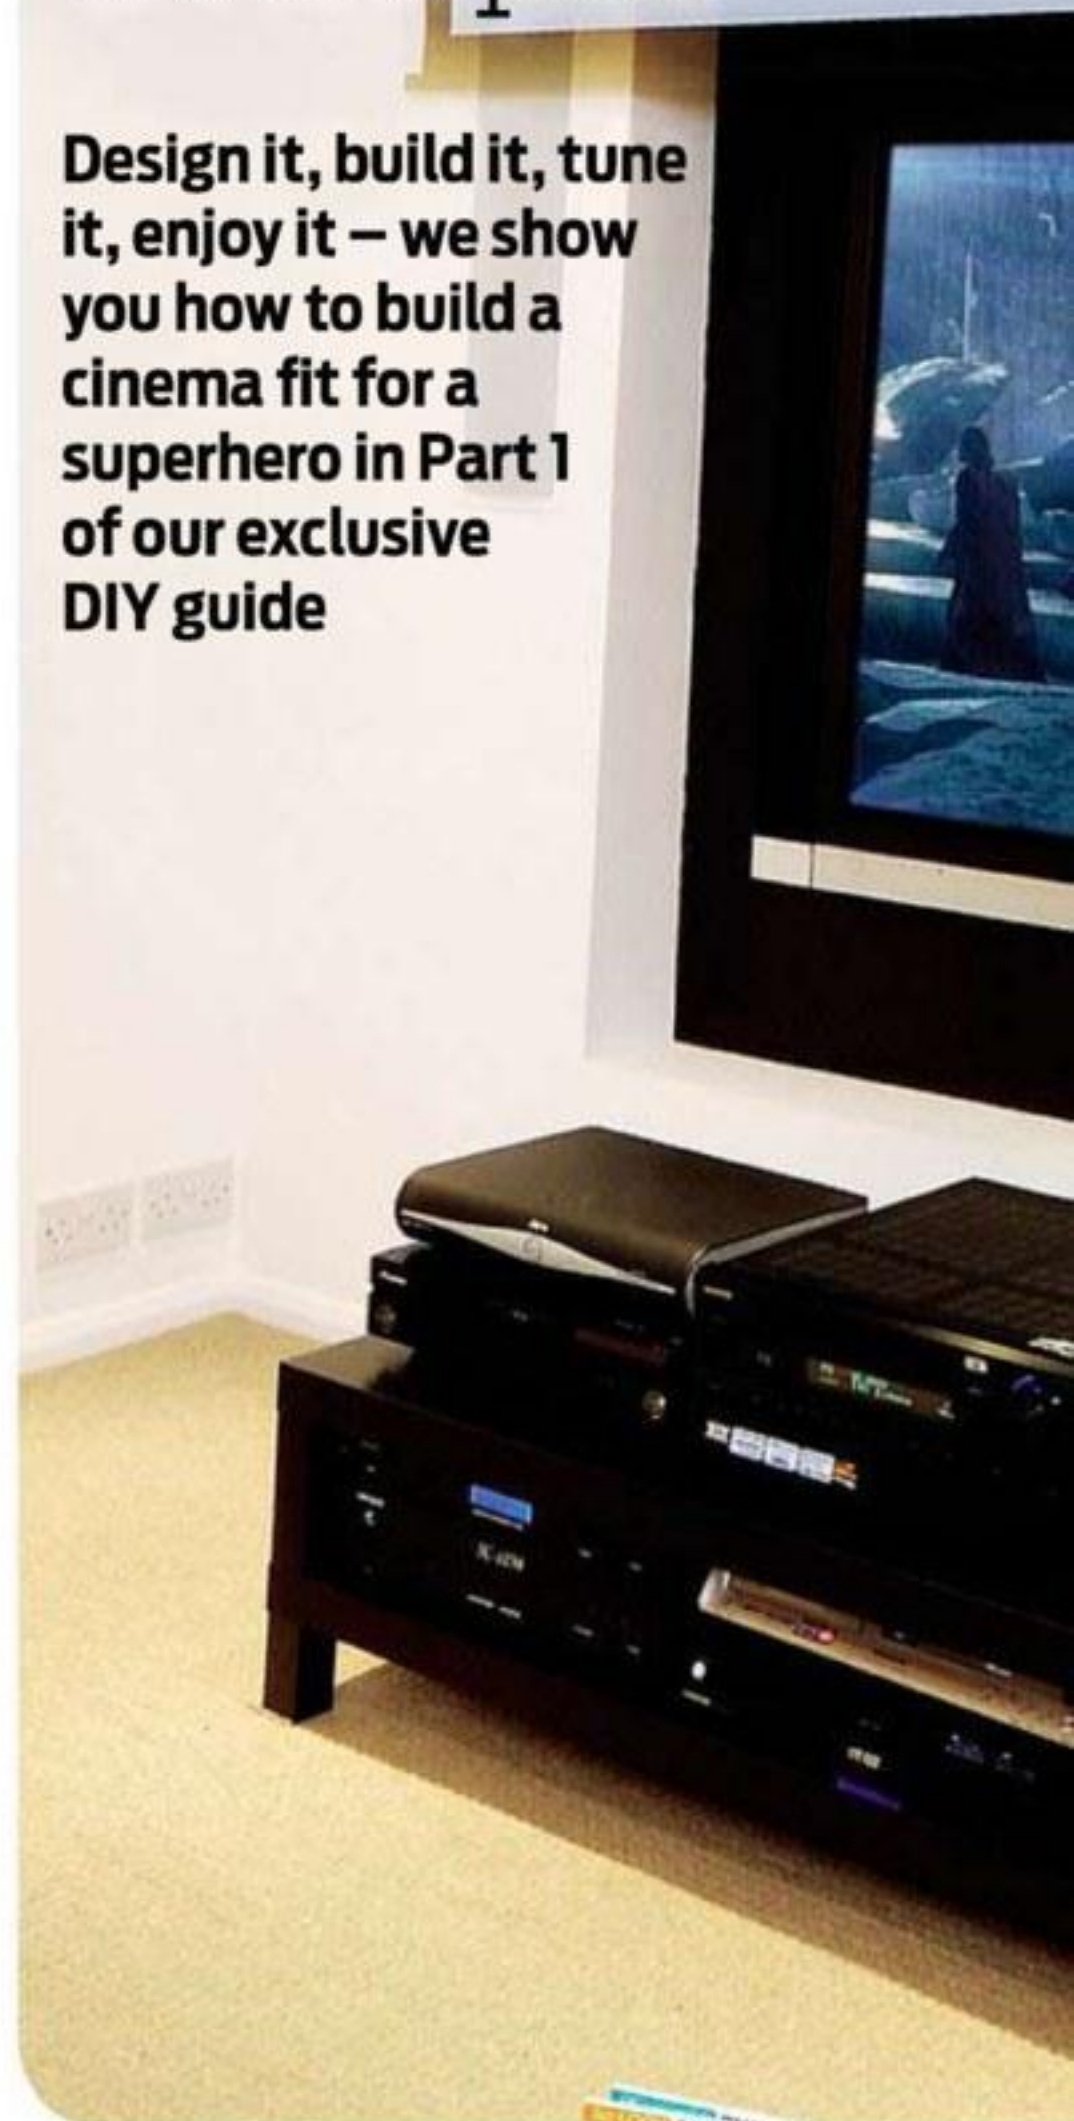 Design it, build it, tune
it, enjoy it – we show
you how to build a
cinema fit for a
superhero in Part 1
of our exclusive
DIY guide